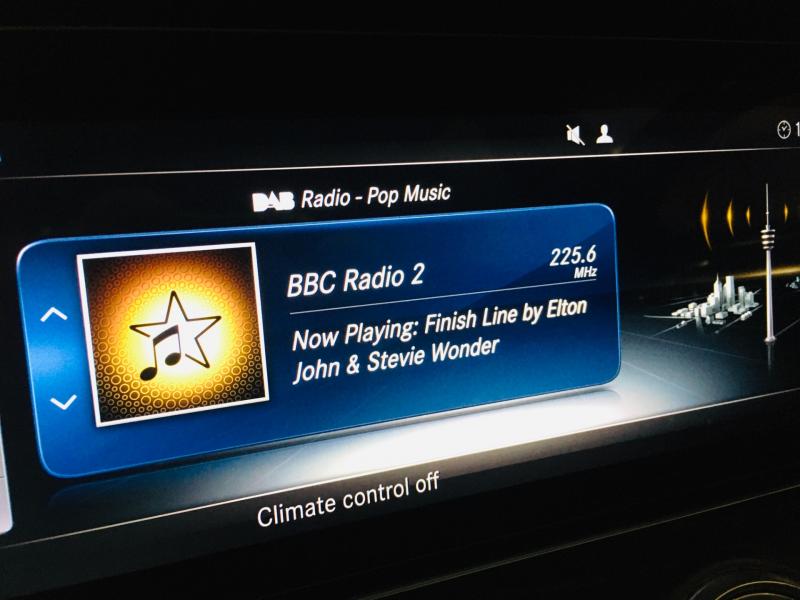 1
DAB Radio - Pop Music
BBC Radio 2
225.6
MHz
Now Playing: Finish Line by Elton
John & Stevie Wonder
Climate control off